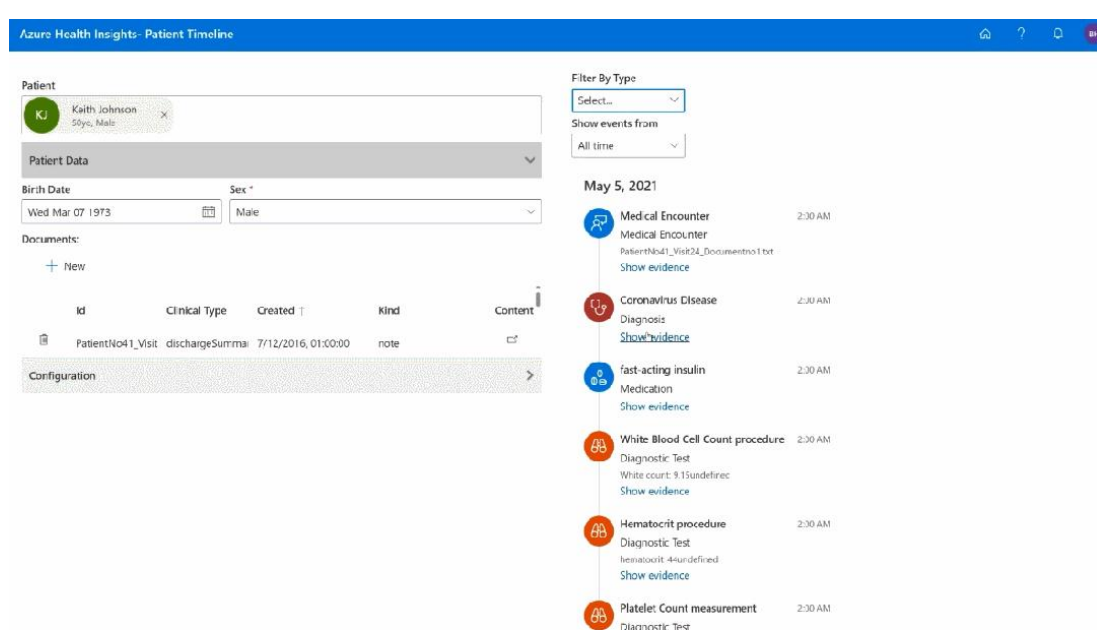 Azure Health Insights- Patient Timeline
?
BH
Patient
KJ
Keith Johnson
50yo, Male
Patient Data
Birth Date
Sex *
Wed Mar 07 1973
Male
Documents:
+ New
Id
Clinical Type
Created ↑
Kind
Content
PatientNo41_Visit
dischargeSummar
7/12/2016, 01:00:00
note
Configuration
Filter By Type
Select...
Show events from
All time
May 5, 2021
Medical Encounter
2:30 AM
Medical Encounter
PatientNo41_Visit24_Documentno1.txt
Show evidence
Coronavirus Disease
2:30 AM
Diagnosis
Show evidence
fast-acting insulin
2:30 AM
Medication
Show evidence
White Blood Cell Count procedure
2:30 AM
Diagnostic Test
White count: 9.15undefined
Show evidence
Hematocrit procedure
2:30 AM
Diagnostic Test
hematocrit: 44undefined
Show evidence
Platelet Count measurement
2:30 AM
Diagnostic Test